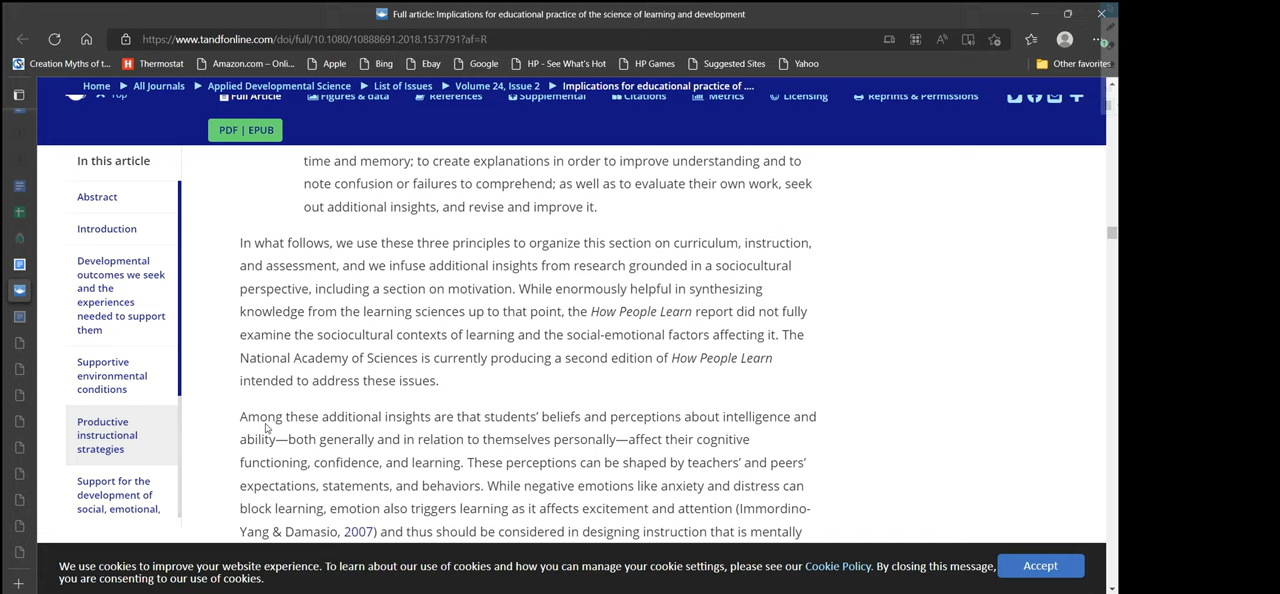 Full article: Implications for educational practice of the science of learning and development
https://www.tandfonline.com/doi/full/10.1080/10888691.2018.1537791?af=R
Creation Myths of t... Thermostat Amazon.com – Onli... Apple Bing Ebay Google HP - See What's Hot HP Games Suggested Sites Yahoo Other favorites
Home All Journals Applied Developmental Science List of Issues Volume 24, Issue 2 Implications for educational practice of ....
Top Full Article Figures & data References Supplemental Citations Metrics Licensing Reprints & Permissions
PDF | EPUB
In this article
Abstract
Introduction
Developmental
outcomes we seek
and the
experiences
needed to support
them
Supportive
environmental
conditions
Productive
instructional
strategies
Support for the
development of
social, emotional,
time and memory; to create explanations in order to improve understanding and to
note confusion or failures to comprehend; as well as to evaluate their own work, seek
out additional insights, and revise and improve it.
In what follows, we use these three principles to organize this section on curriculum, instruction,
and assessment, and we infuse additional insights from research grounded in a sociocultural
perspective, including a section on motivation. While enormously helpful in synthesizing
knowledge from the learning sciences up to that point, the How People Learn report did not fully
examine the sociocultural contexts of learning and the social-emotional factors affecting it. The
National Academy of Sciences is currently producing a second edition of How People Learn
intended to address these issues.
Among these additional insights are that students’ beliefs and perceptions about intelligence and
ability—both generally and in relation to themselves personally—affect their cognitive
functioning, confidence, and learning. These perceptions can be shaped by teachers’ and peers’
expectations, statements, and behaviors. While negative emotions like anxiety and distress can
block learning, emotion also triggers learning as it affects excitement and attention (Immordino-
Yang & Damasio, 2007) and thus should be considered in designing instruction that is mentally
We use cookies to improve your website experience. To learn about our use of cookies and how you can manage your cookie settings, please see our Cookie Policy. By closing this message,
you are consenting to our use of cookies.
Accept